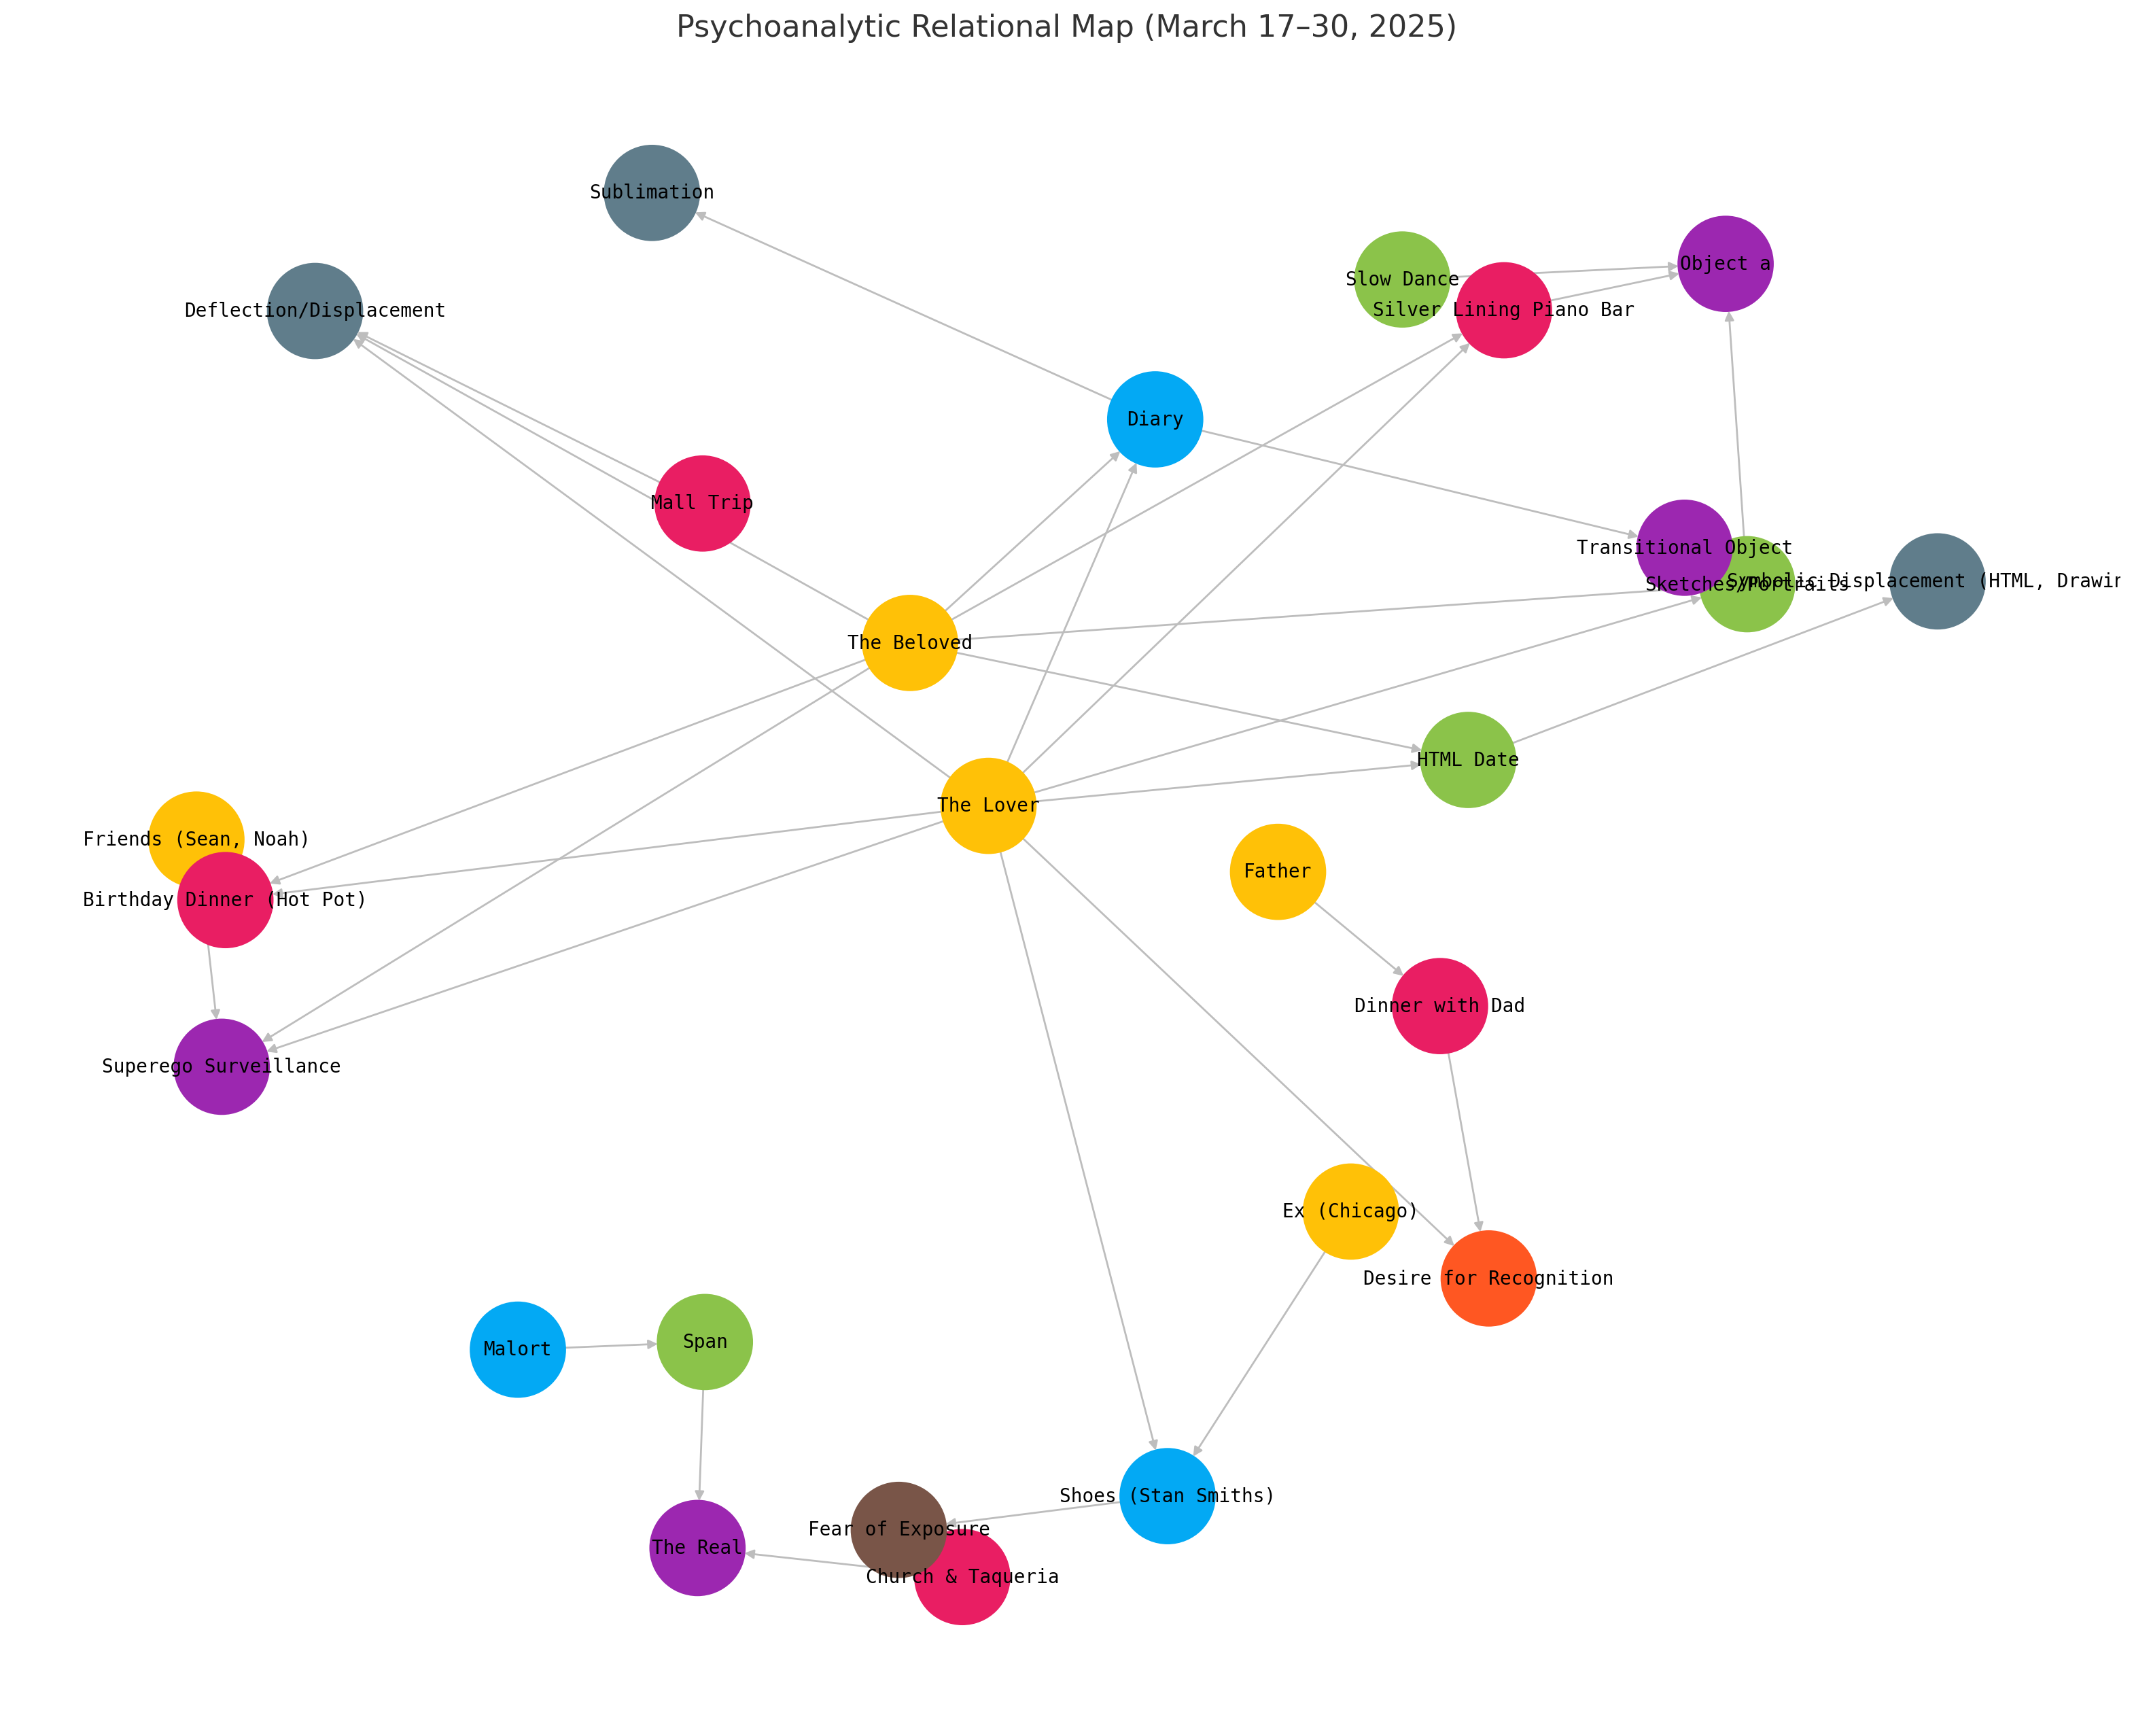 Psychoanalytic Relational Map (March 17–30, 2025)
Sublimation
Object a
Slow Dance
Deflection/Displacement
Silver Lining Piano Bar
Diary
Mall Trip
Transitional Object
Symbolic Displacement (HTML, Drawin
Sketches/Portraits
The Beloved
HTML Date
The Lover
Friends (Sean, Noah)
Father
Birthday Dinner (Hot Pot)
Dinner with Dad
Superego Surveillance
Ex (Chicago)
Desire for Recognition
Span
Malort
Shoes (Stan Smiths)
Fear of Exposure
The Real
Church & Taqueria